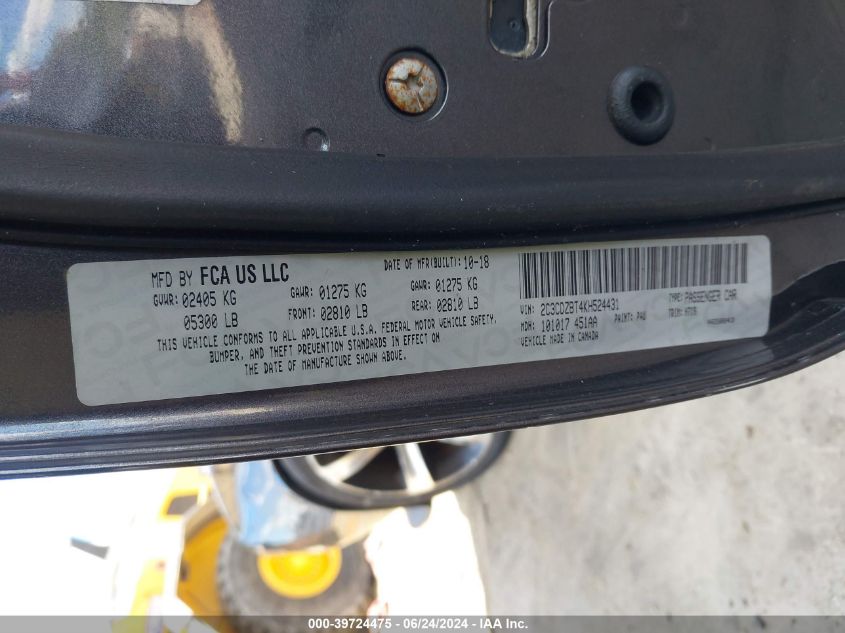 MFD BY FCA US LLC
DATE OF MFR(BUILT): 10-18
GVWR: 02405 KG
GAWR: 01275 KG
GAWR: 01275 KG
05300 LB
FRONT: 02810 LB
REAR: 02810 LB
THIS VEHICLE CONFORMS TO ALL APPLICABLE U.S.A. FEDERAL MOTOR VEHICLE SAFETY,
BUMPER, AND THEFT PREVENTION STANDARDS IN EFFECT ON
THE DATE OF MANUFACTURE SHOWN ABOVE.
VIN: 2C3CDZBT4KH524431
TYPE: PASSENGER CAR
MDH: 101017 451AA
PAINT: PAU
TRIM:
VEHICLE MADE IN CANADA
000-39724475 - 06/24/2024 - IAA Inc.